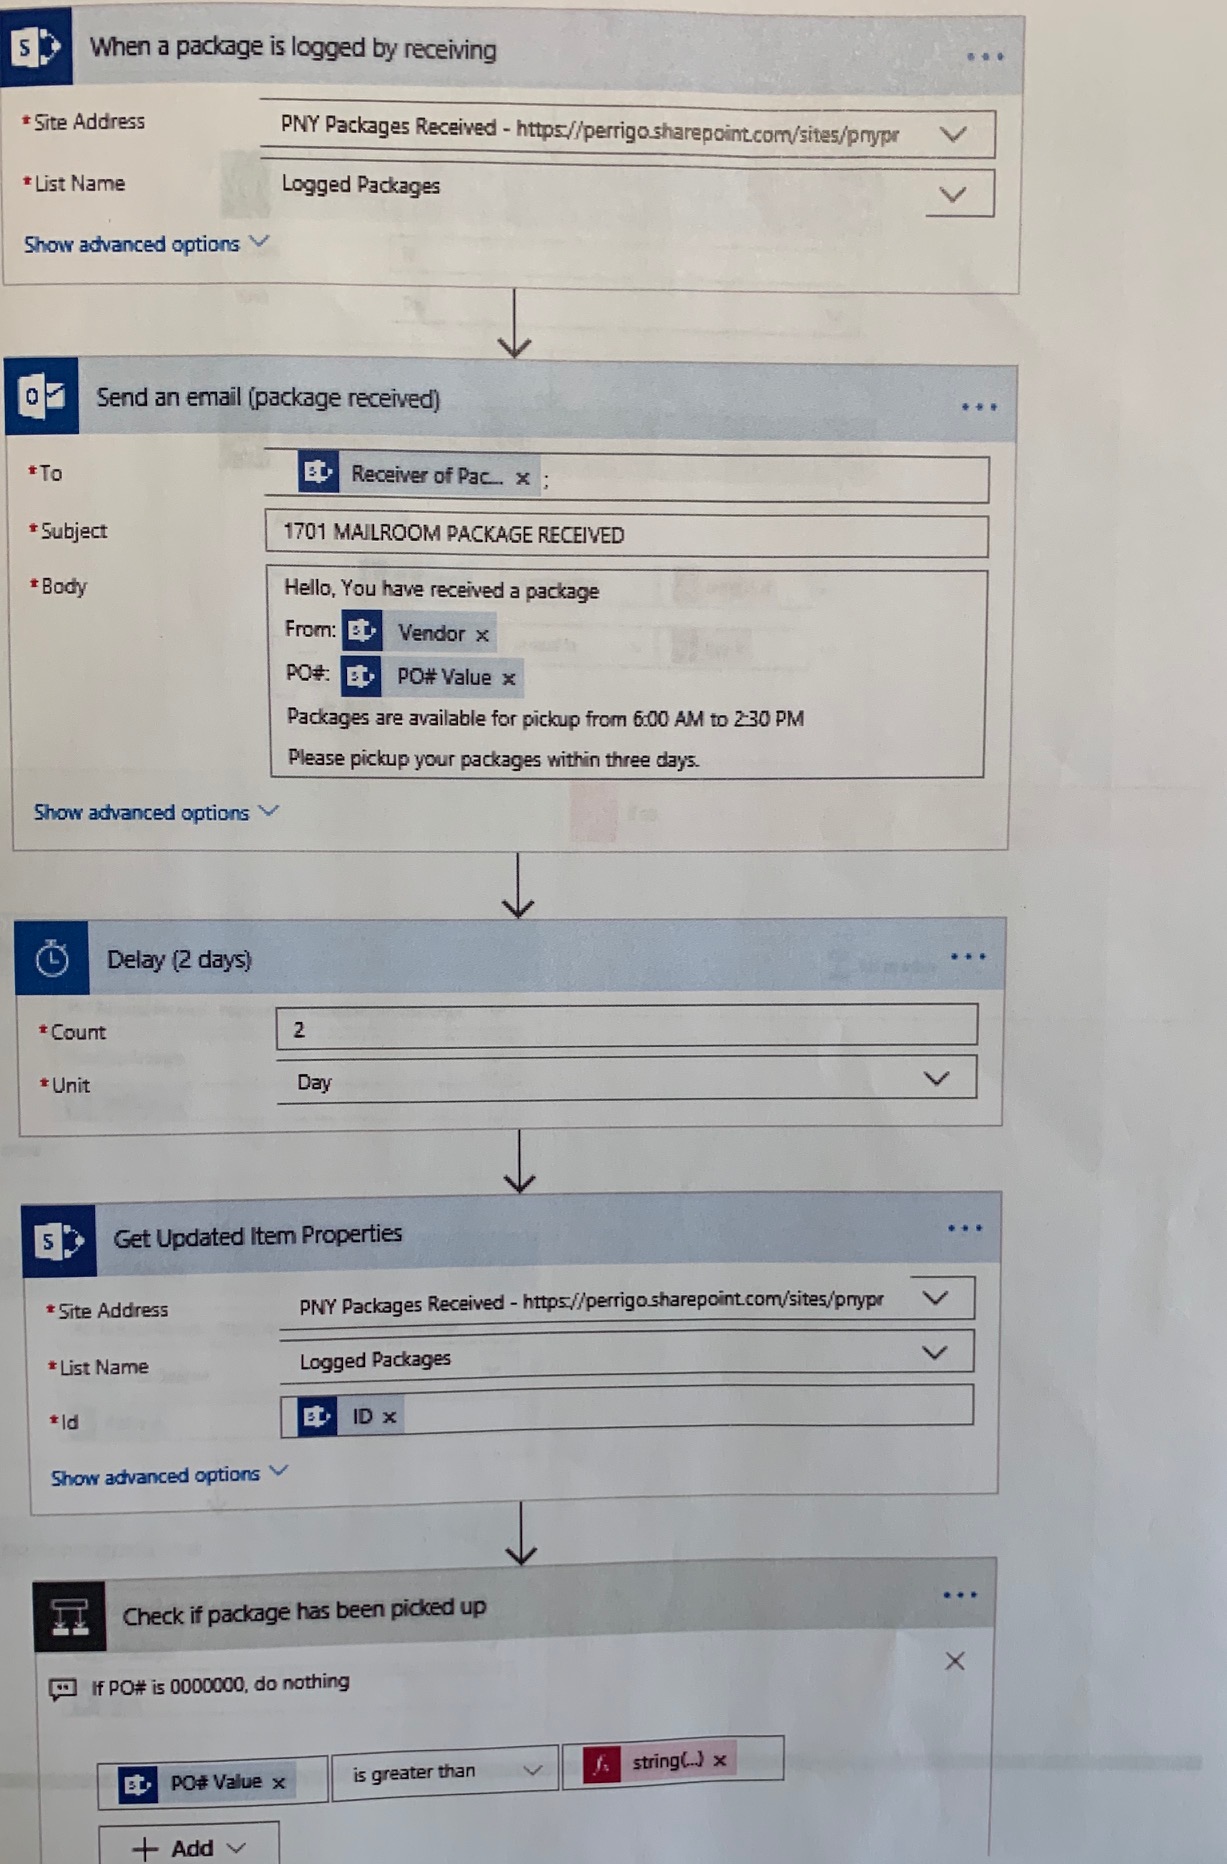 When a package is logged by receiving
* Site Address PNY Packages Received - https://perrigo.sharepoint.com/sites/pnypr
* List Name Logged Packages
Show advanced options
Send an email (package received)
* To Receiver of Pac... × ;
* Subject 1701 MAILROOM PACKAGE RECEIVED
* Body Hello, You have received a package
From: Vendor ×
PO#: PO# Value ×
Packages are available for pickup from 6:00 AM to 2:30 PM
Please pickup your packages within three days.
Show advanced options
Delay (2 days)
* Count 2
* Unit Day
Get Updated Item Properties
* Site Address PNY Packages Received - https://perrigo.sharepoint.com/sites/pnypr
* List Name Logged Packages
* Id ID ×
Show advanced options
Check if package has been picked up
If PO# is 0000000, do nothing
PO# Value × is greater than fx string(...) ×
+ Add